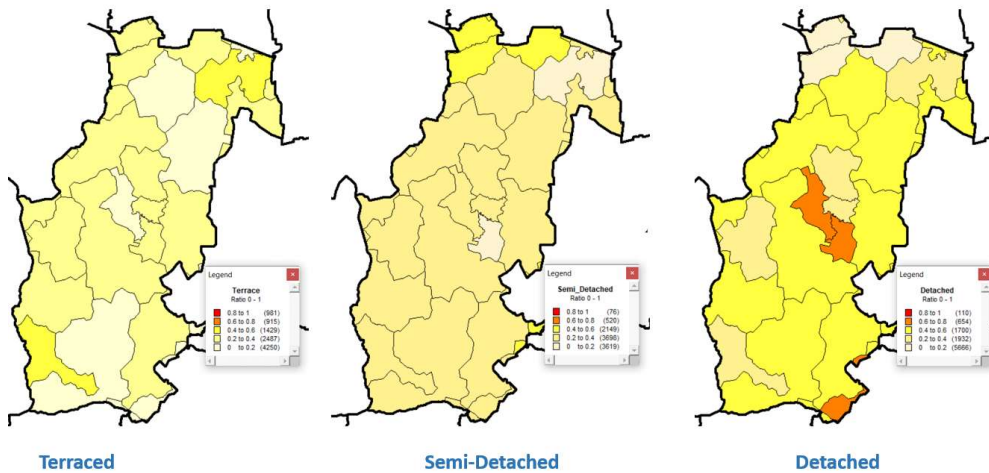 Legend
Terrace
Ratio 0 - 1
0.8 to 1 (981)
0.6 to 0.8 (915)
0.4 to 0.6 (1429)
0.2 to 0.4 (2487)
0 to 0.2 (4250)
Legend
Semi_Detached
Ratio 0 - 1
0.8 to 1 (76)
0.6 to 0.8 (520)
0.4 to 0.6 (2149)
0.2 to 0.4 (3698)
0 to 0.2 (3619)
Legend
Detached
Ratio 0 - 1
0.8 to 1 (110)
0.6 to 0.8 (654)
0.4 to 0.6 (1700)
0.2 to 0.4 (1932)
0 to 0.2 (5666)
Terraced
Semi-Detached
Detached